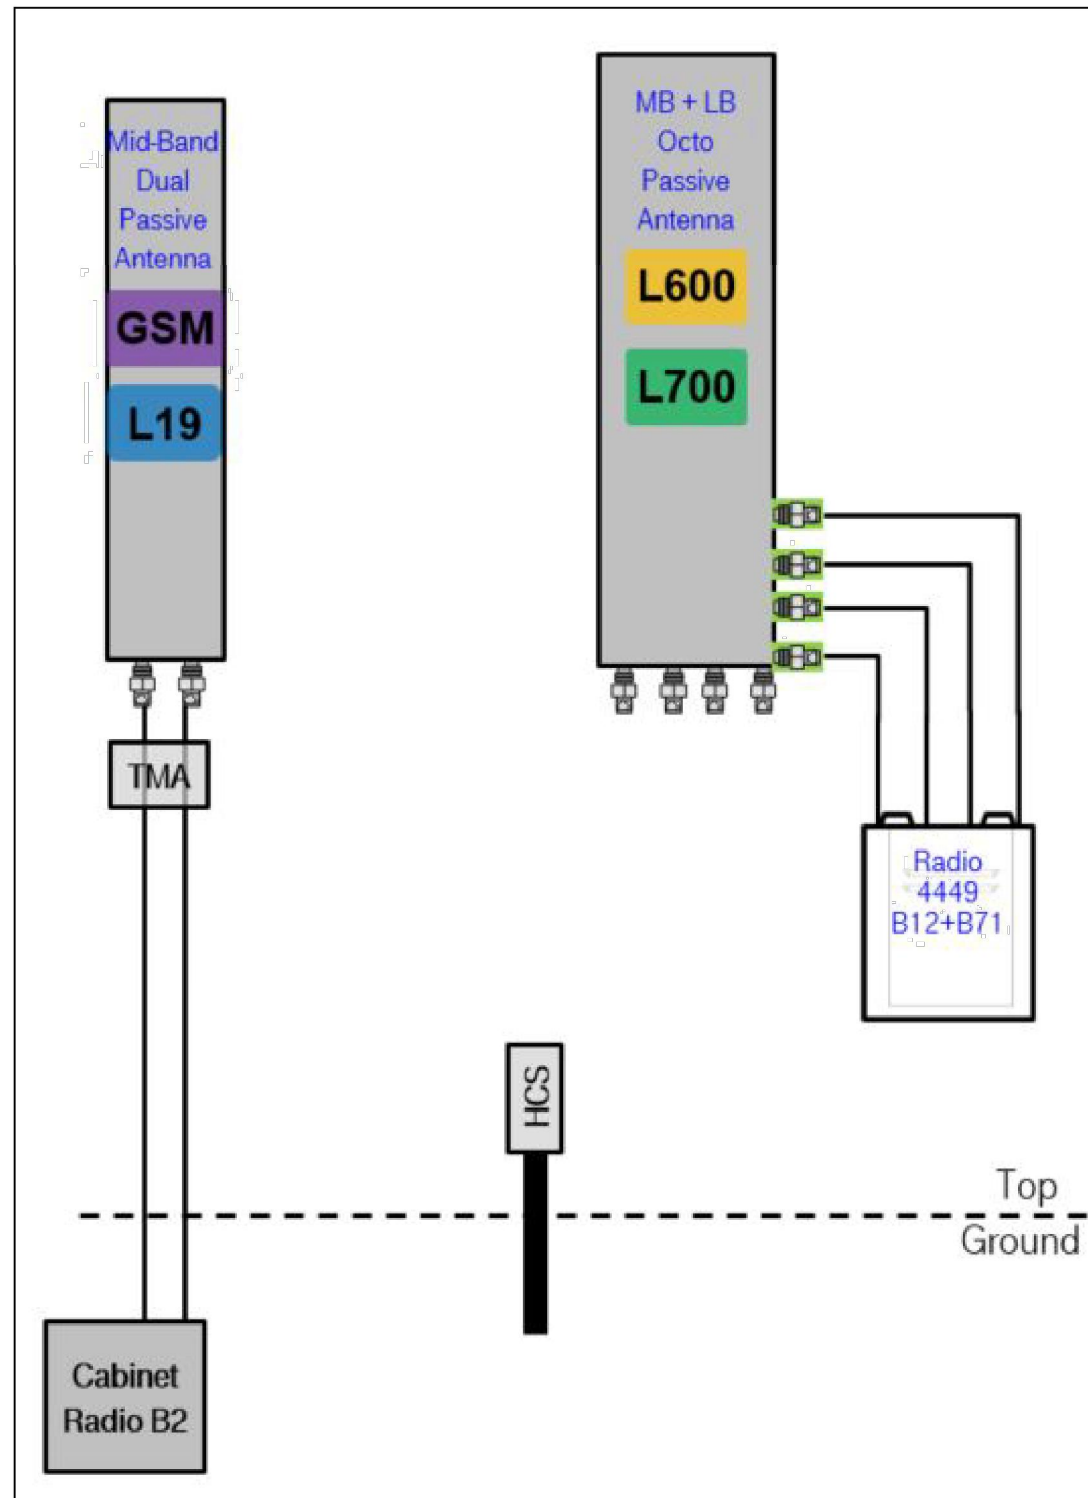 Mid-Band
Dual
Passive
Antenna
GSM
L19
TMA
MB + LB
Octo
Passive
Antenna
L600
L700
Radio
4449
B12+B71
HCS
Top
Ground
Cabinet
Radio B2